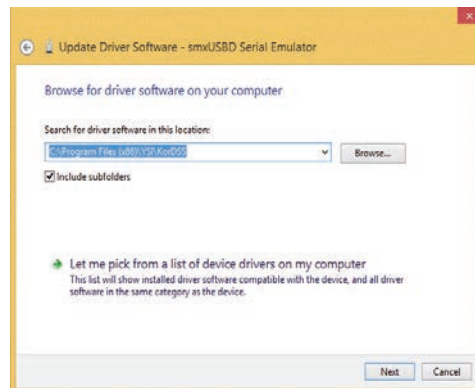 Update Driver Software - smxUSBD Serial Emulator
Browse for driver software on your computer
Search for driver software in this location:
C:\Program Files (x86)\YSI\KorDSS
Browse...
Include subfolders
Let me pick from a list of device drivers on my computer
This list will show installed driver software compatible with the device, and all driver
software in the same category as the device.
Next Cancel